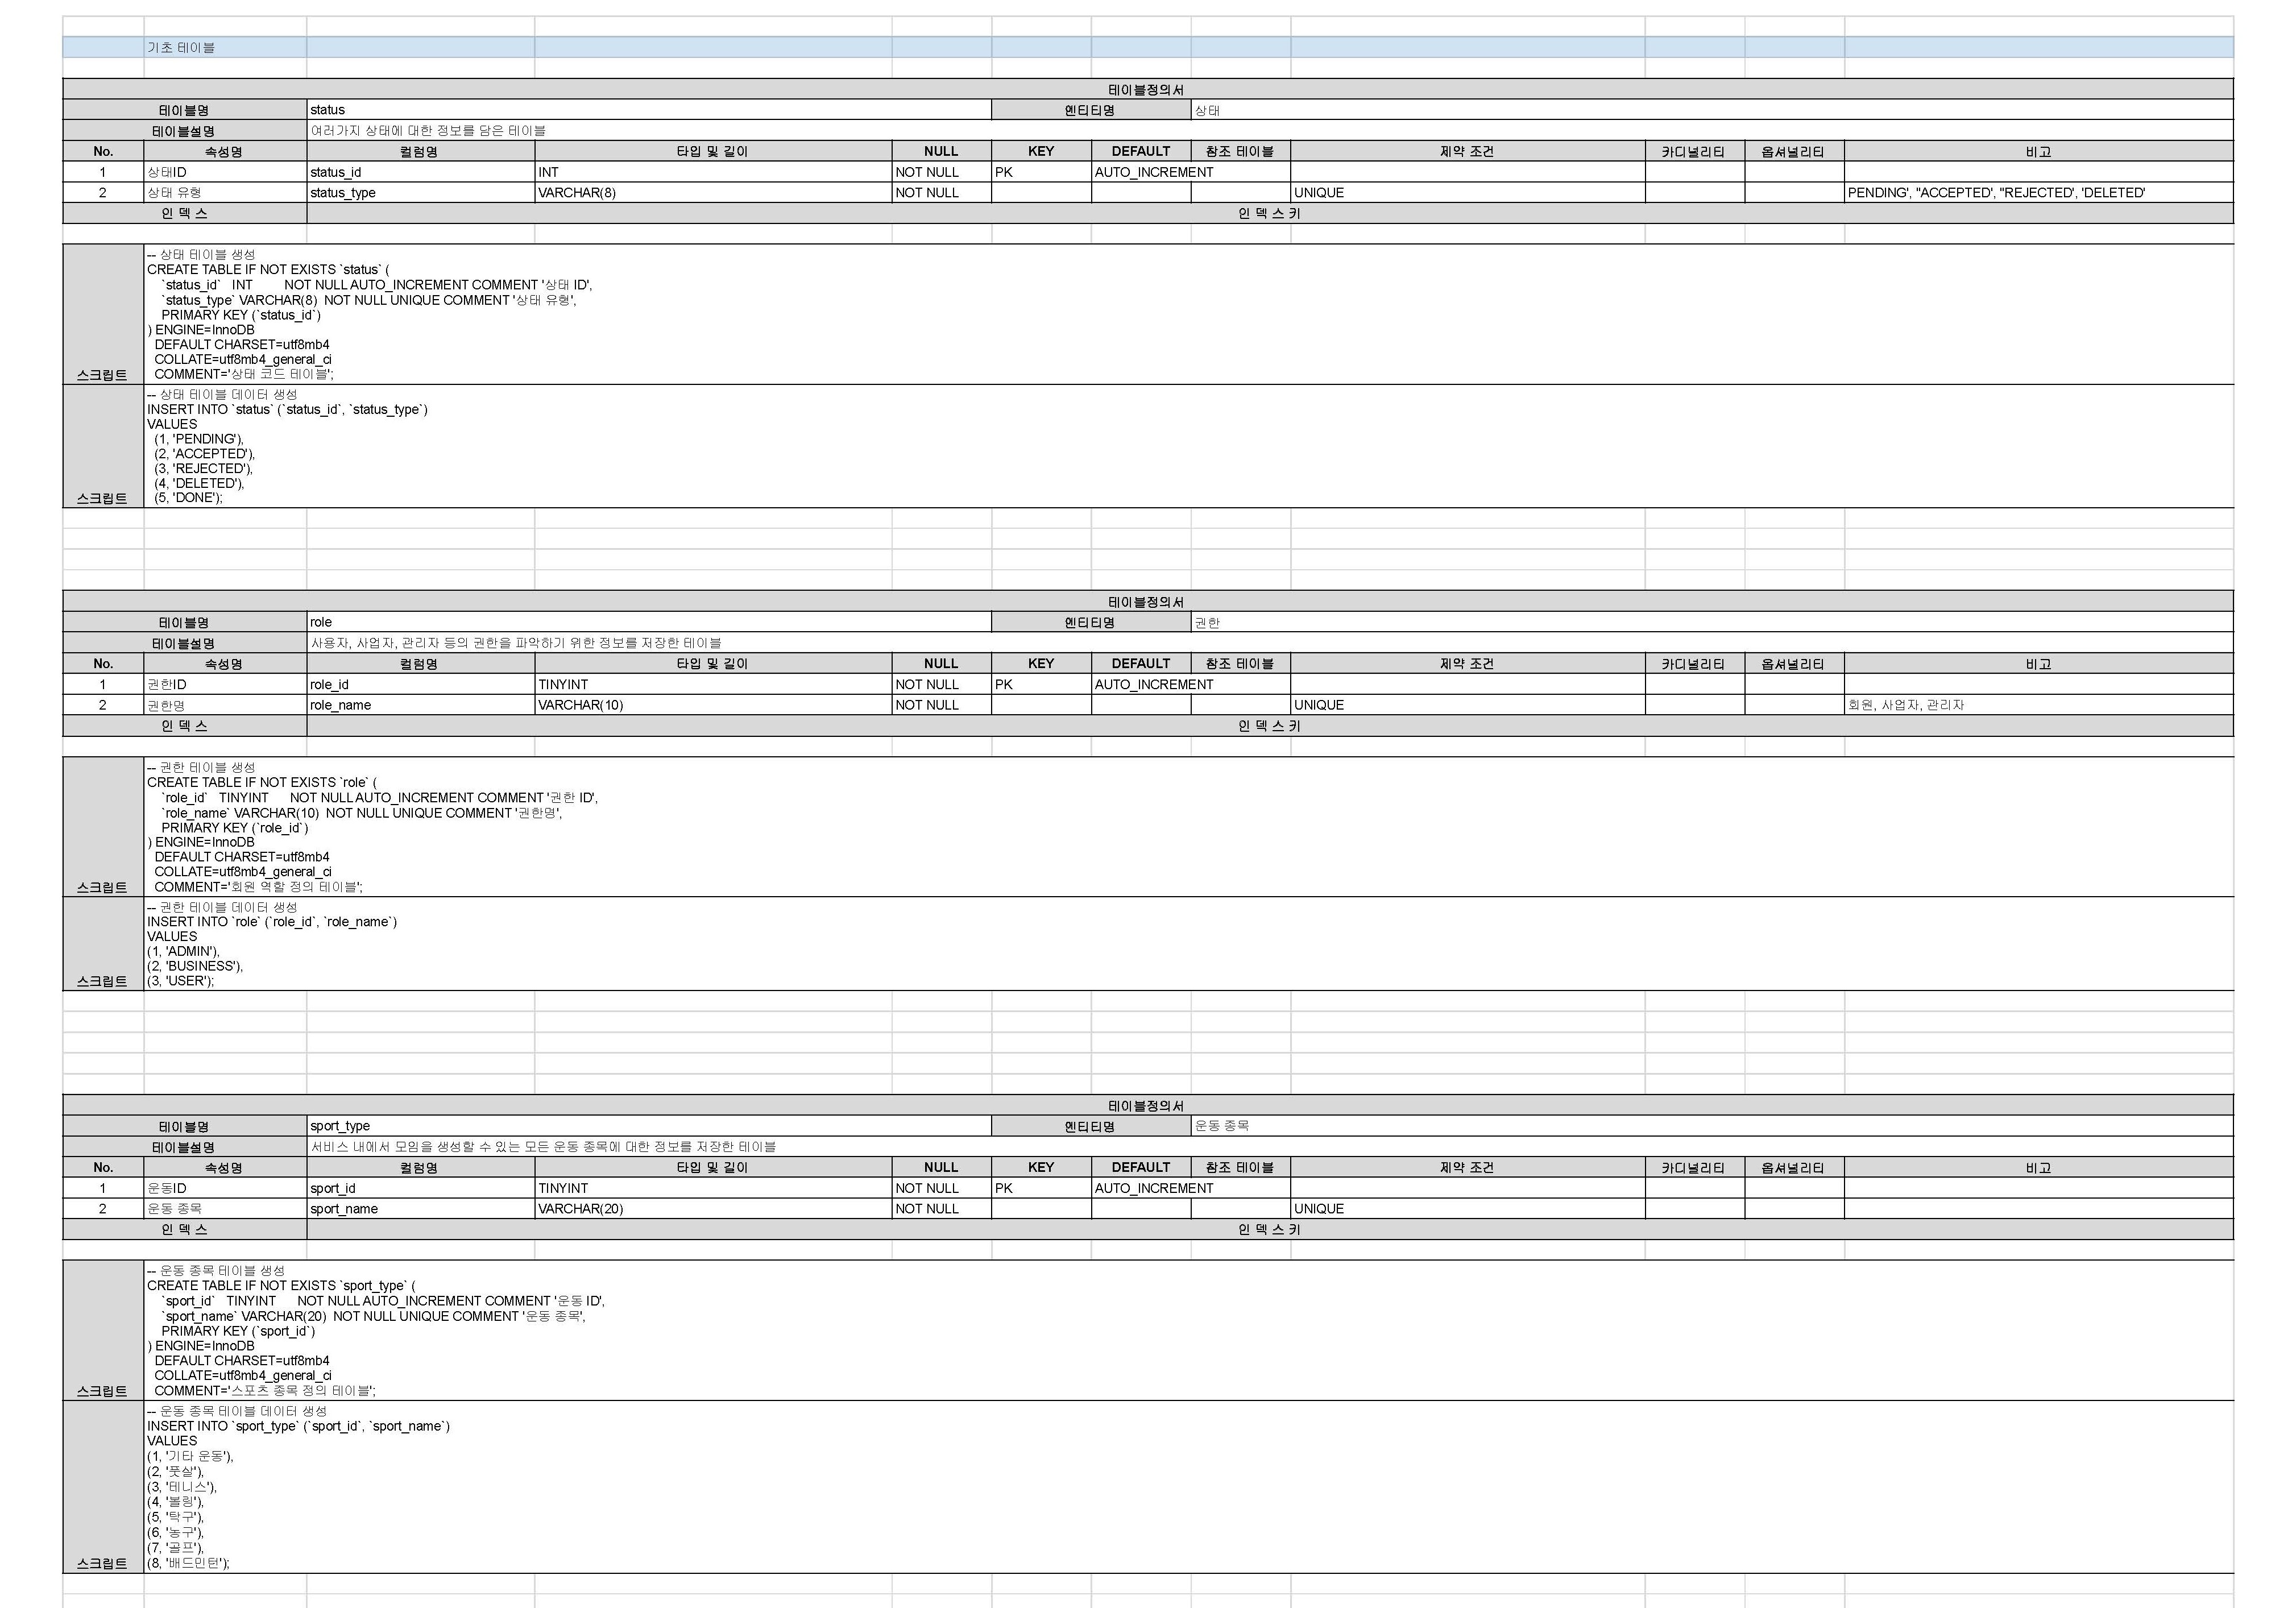 기초 테이블
테이블정의서
테이블명 status 엔티티명 상태
테이블설명 여러가지 상태에 대한 정보를 담은 테이블
No. 속성명 컬럼명 타입 및 길이 NULL KEY DEFAULT 참조 테이블 제약 조건 카디널리티 옵셔널리티 비고
1 상태ID status_id INT NOT NULL PK AUTO_INCREMENT
2 상태 유형 status_type VARCHAR(8) NOT NULL UNIQUE PENDING', "ACCEPTED', "REJECTED', 'DELETED'
인 덱 스 인 덱 스 키
-- 상태 테이블 생성
CREATE TABLE IF NOT EXISTS `status` (
`status_id` INT NOT NULL AUTO_INCREMENT COMMENT '상태 ID',
`status_type` VARCHAR(8) NOT NULL UNIQUE COMMENT '상태 유형',
PRIMARY KEY (`status_id`)
) ENGINE=InnoDB
DEFAULT CHARSET=utf8mb4
COLLATE=utf8mb4_general_ci
스크립트 COMMENT='상태 코드 테이블';
-- 상태 테이블 데이터 생성
INSERT INTO `status` (`status_id`, `status_type`)
VALUES
(1, 'PENDING'),
(2, 'ACCEPTED'),
(3, 'REJECTED'),
(4, 'DELETED'),
스크립트 (5, 'DONE');
테이블정의서
테이블명 role 엔티티명 권한
테이블설명 사용자, 사업자, 관리자 등의 권한을 파악하기 위한 정보를 저장한 테이블
No. 속성명 컬럼명 타입 및 길이 NULL KEY DEFAULT 참조 테이블 제약 조건 카디널리티 옵셔널리티 비고
1 권한ID role_id TINYINT NOT NULL PK AUTO_INCREMENT
2 권한명 role_name VARCHAR(10) NOT NULL UNIQUE 회원, 사업자, 관리자
인 덱 스 인 덱 스 키
-- 권한 테이블 생성
CREATE TABLE IF NOT EXISTS `role` (
`role_id` TINYINT NOT NULL AUTO_INCREMENT COMMENT '권한 ID',
`role_name` VARCHAR(10) NOT NULL UNIQUE COMMENT '권한명',
PRIMARY KEY (`role_id`)
) ENGINE=InnoDB
DEFAULT CHARSET=utf8mb4
COLLATE=utf8mb4_general_ci
스크립트 COMMENT='회원 역할 정의 테이블';
-- 권한 테이블 데이터 생성
INSERT INTO `role` (`role_id`, `role_name`)
VALUES
(1, 'ADMIN'),
(2, 'BUSINESS'),
스크립트 (3, 'USER');
테이블정의서
테이블명 sport_type 엔티티명 운동 종목
테이블설명 서비스 내에서 모임을 생성할 수 있는 모든 운동 종목에 대한 정보를 저장한 테이블
No. 속성명 컬럼명 타입 및 길이 NULL KEY DEFAULT 참조 테이블 제약 조건 카디널리티 옵셔널리티 비고
1 운동ID sport_id TINYINT NOT NULL PK AUTO_INCREMENT
2 운동 종목 sport_name VARCHAR(20) NOT NULL UNIQUE
인 덱 스 인 덱 스 키
-- 운동 종목 테이블 생성
CREATE TABLE IF NOT EXISTS `sport_type` (
`sport_id` TINYINT NOT NULL AUTO_INCREMENT COMMENT '운동 ID',
`sport_name` VARCHAR(20) NOT NULL UNIQUE COMMENT '운동 종목',
PRIMARY KEY (`sport_id`)
) ENGINE=InnoDB
DEFAULT CHARSET=utf8mb4
COLLATE=utf8mb4_general_ci
스크립트 COMMENT='스포츠 종목 정의 테이블';
-- 운동 종목 테이블 데이터 생성
INSERT INTO `sport_type` (`sport_id`, `sport_name`)
VALUES
(1, '기타 운동'),
(2, '풋살'),
(3, '테니스'),
(4, '볼링'),
(5, '탁구'),
(6, '농구'),
(7, '골프'),
스크립트 (8, '배드민턴');